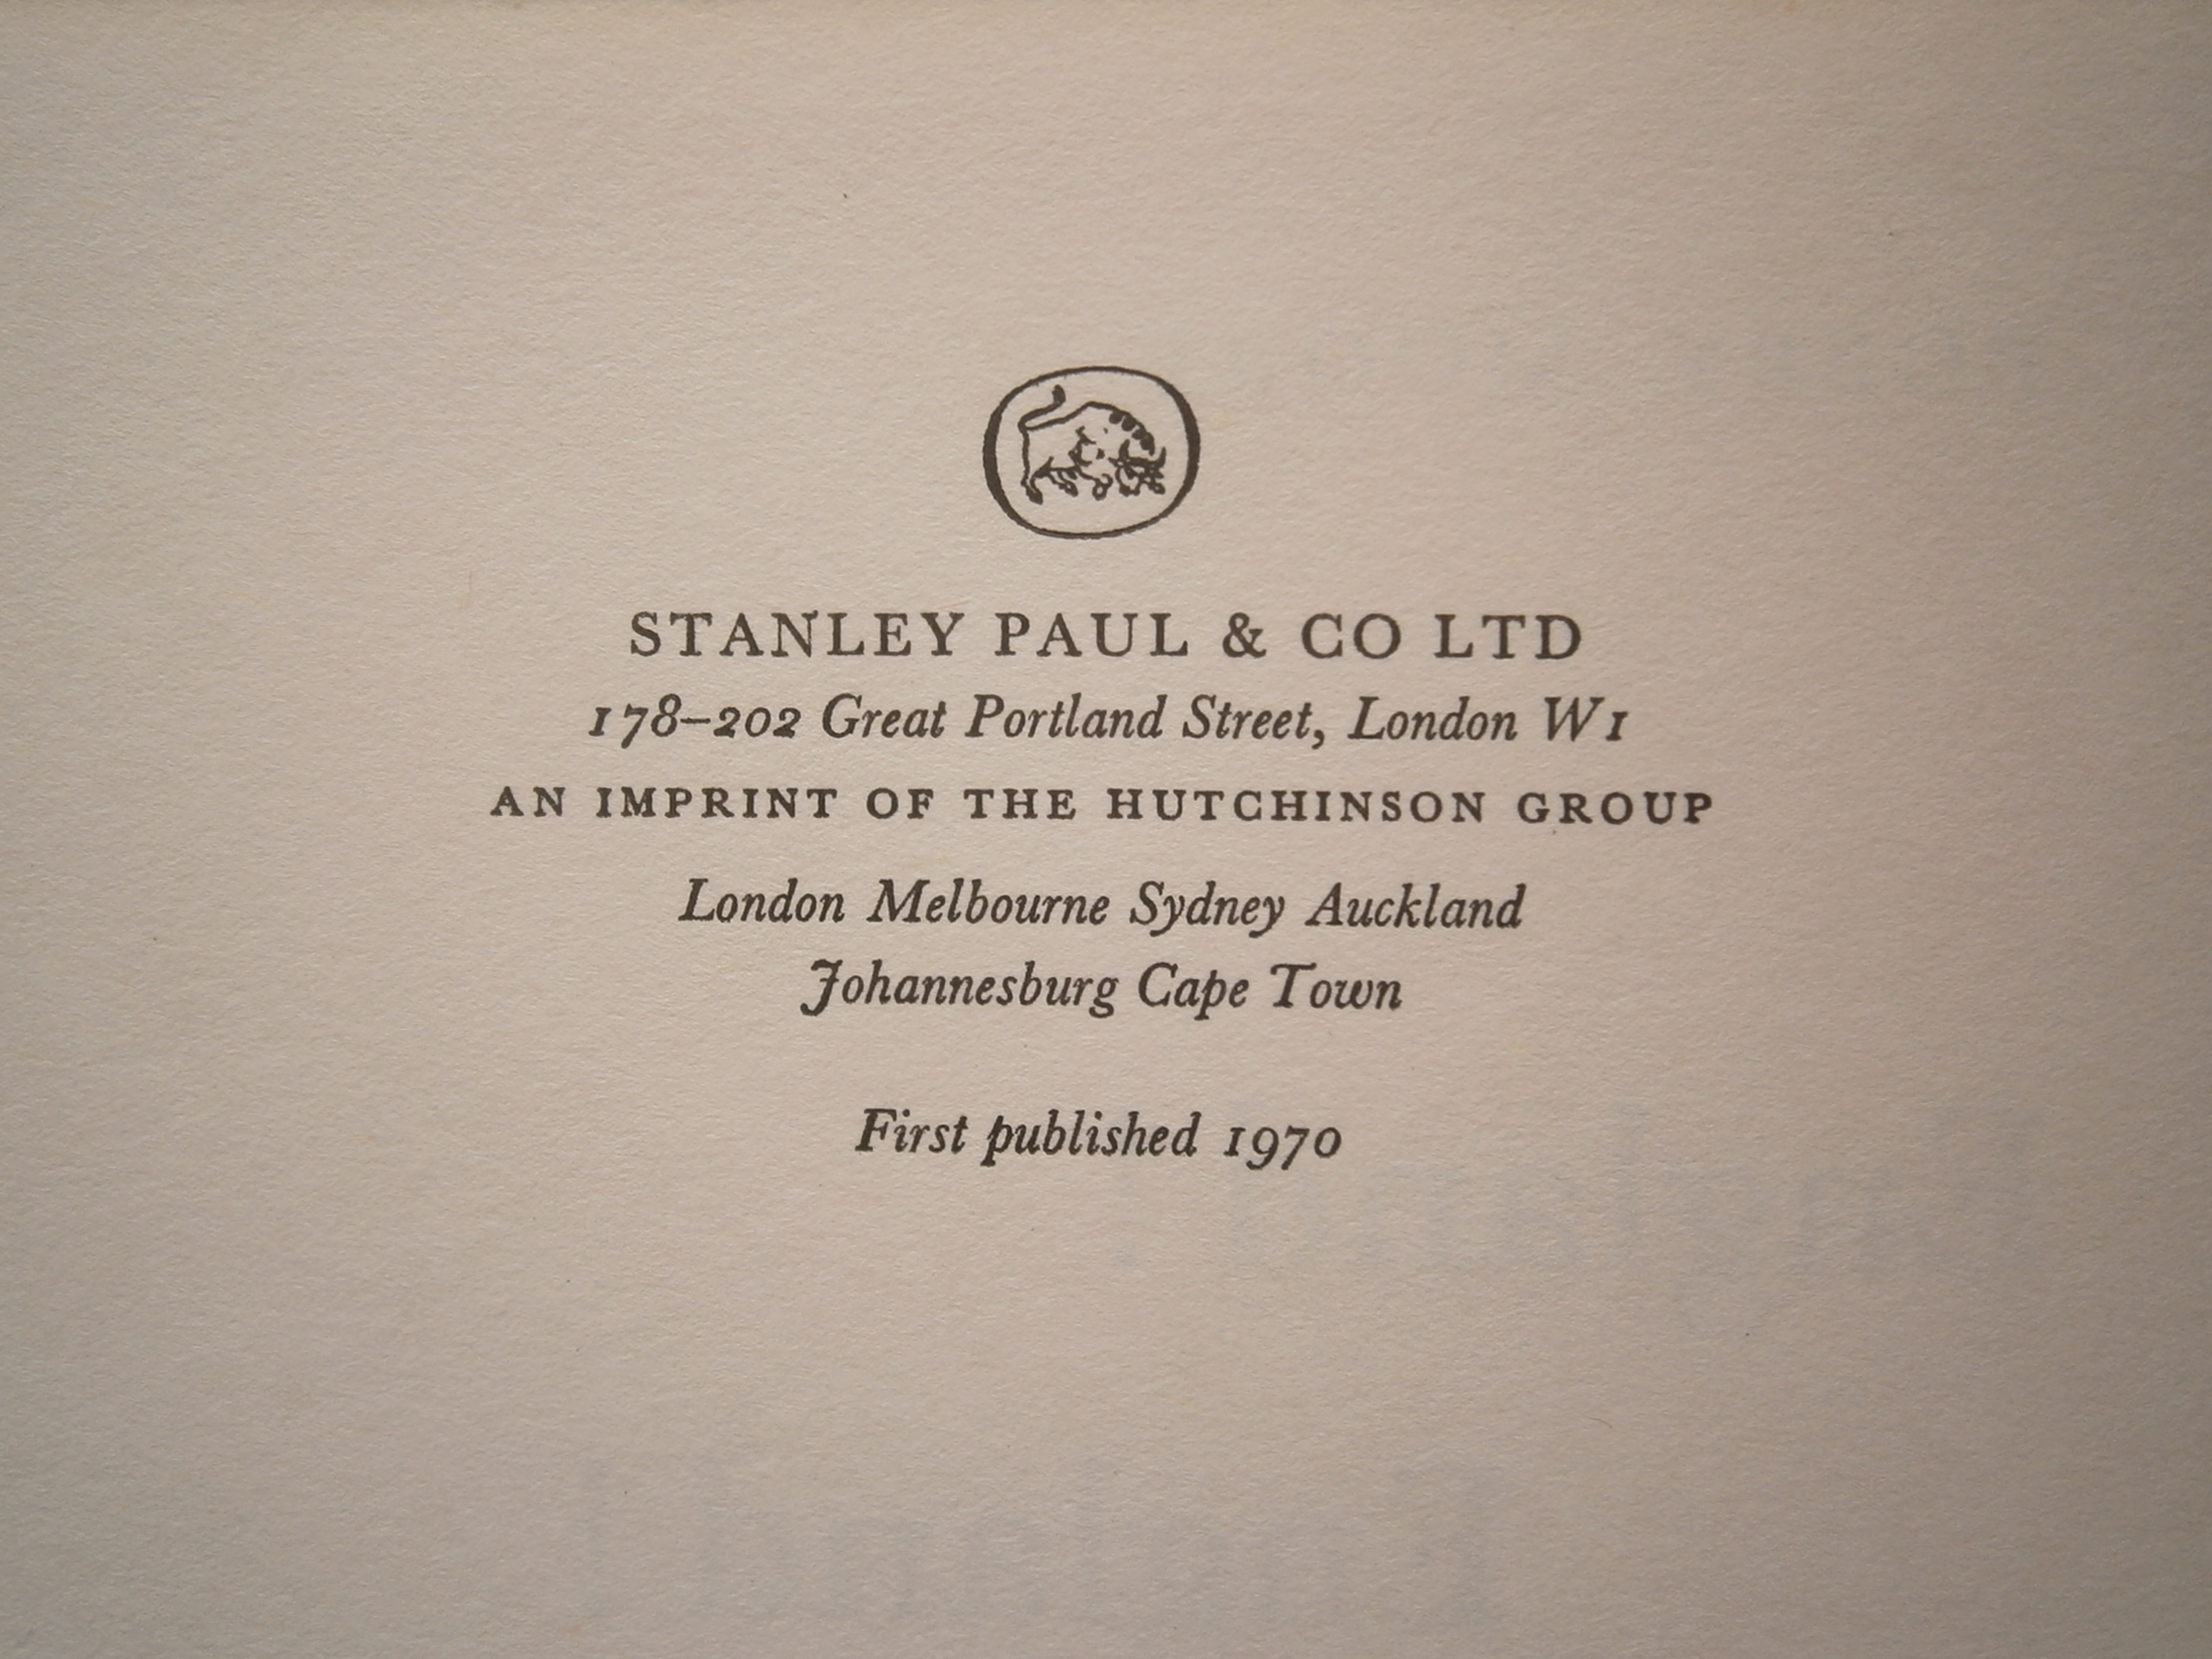 STANLEY PAUL & CO LTD
178–202 Great Portland Street, London W1
AN IMPRINT OF THE HUTCHINSON GROUP
London Melbourne Sydney Auckland
Johannesburg Cape Town
First published 1970